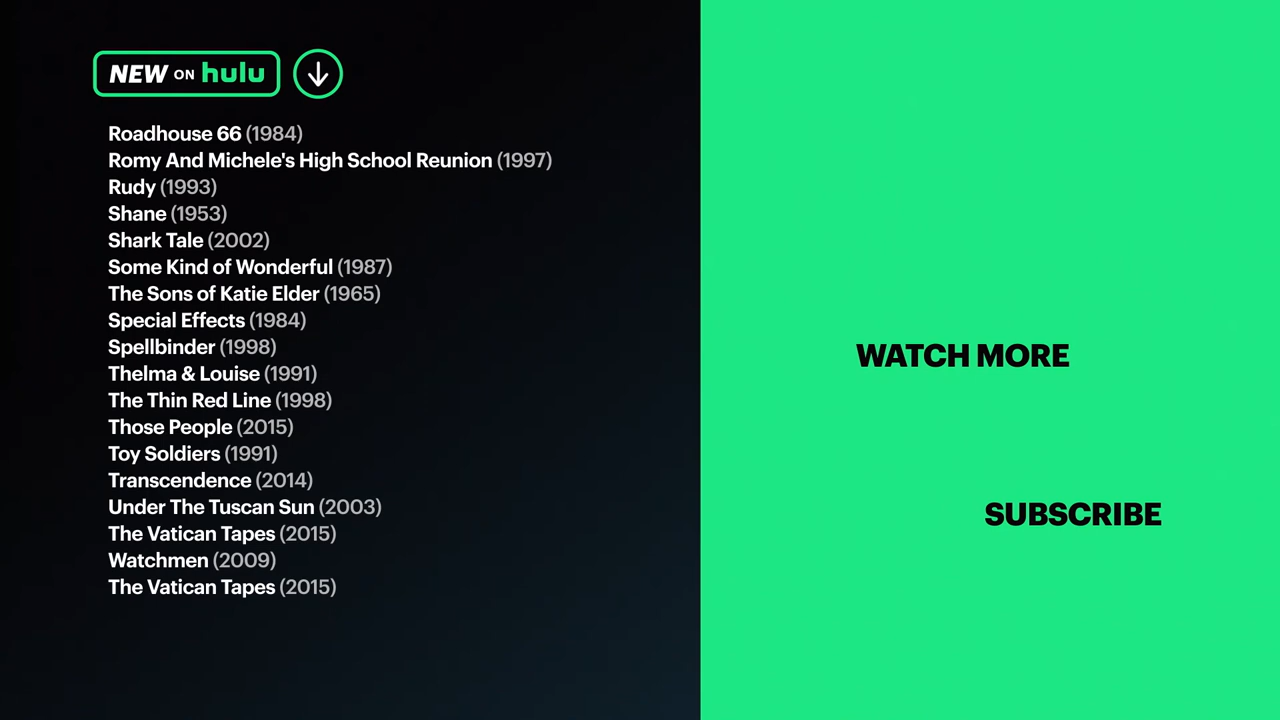 NEW ON hulu
Roadhouse 66 (1984)
Romy And Michele's High School Reunion (1997)
Rudy (1993)
Shane (1953)
Shark Tale (2002)
Some Kind of Wonderful (1987)
The Sons of Katie Elder (1965)
Special Effects (1984)
Spellbinder (1998)
Thelma & Louise (1991)
The Thin Red Line (1998)
Those People (2015)
Toy Soldiers (1991)
Transcendence (2014)
Under The Tuscan Sun (2003)
The Vatican Tapes (2015)
Watchmen (2009)
The Vatican Tapes (2015)
WATCH MORE
SUBSCRIBE